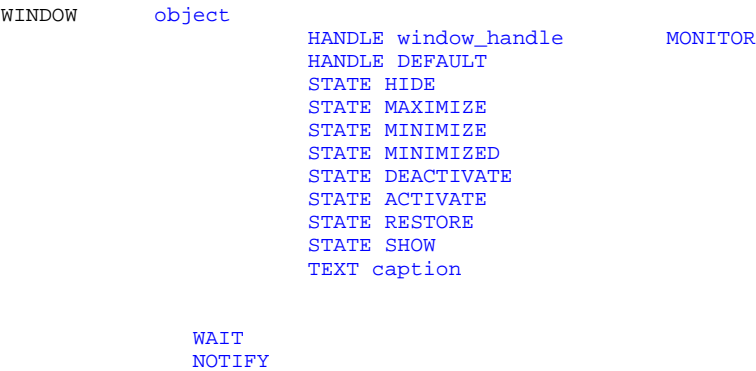 WINDOW object
HANDLE window_handle MONITOR
HANDLE DEFAULT
STATE HIDE
STATE MAXIMIZE
STATE MINIMIZE
STATE MINIMIZED
STATE DEACTIVATE
STATE ACTIVATE
STATE RESTORE
STATE SHOW
TEXT caption
WAIT
NOTIFY